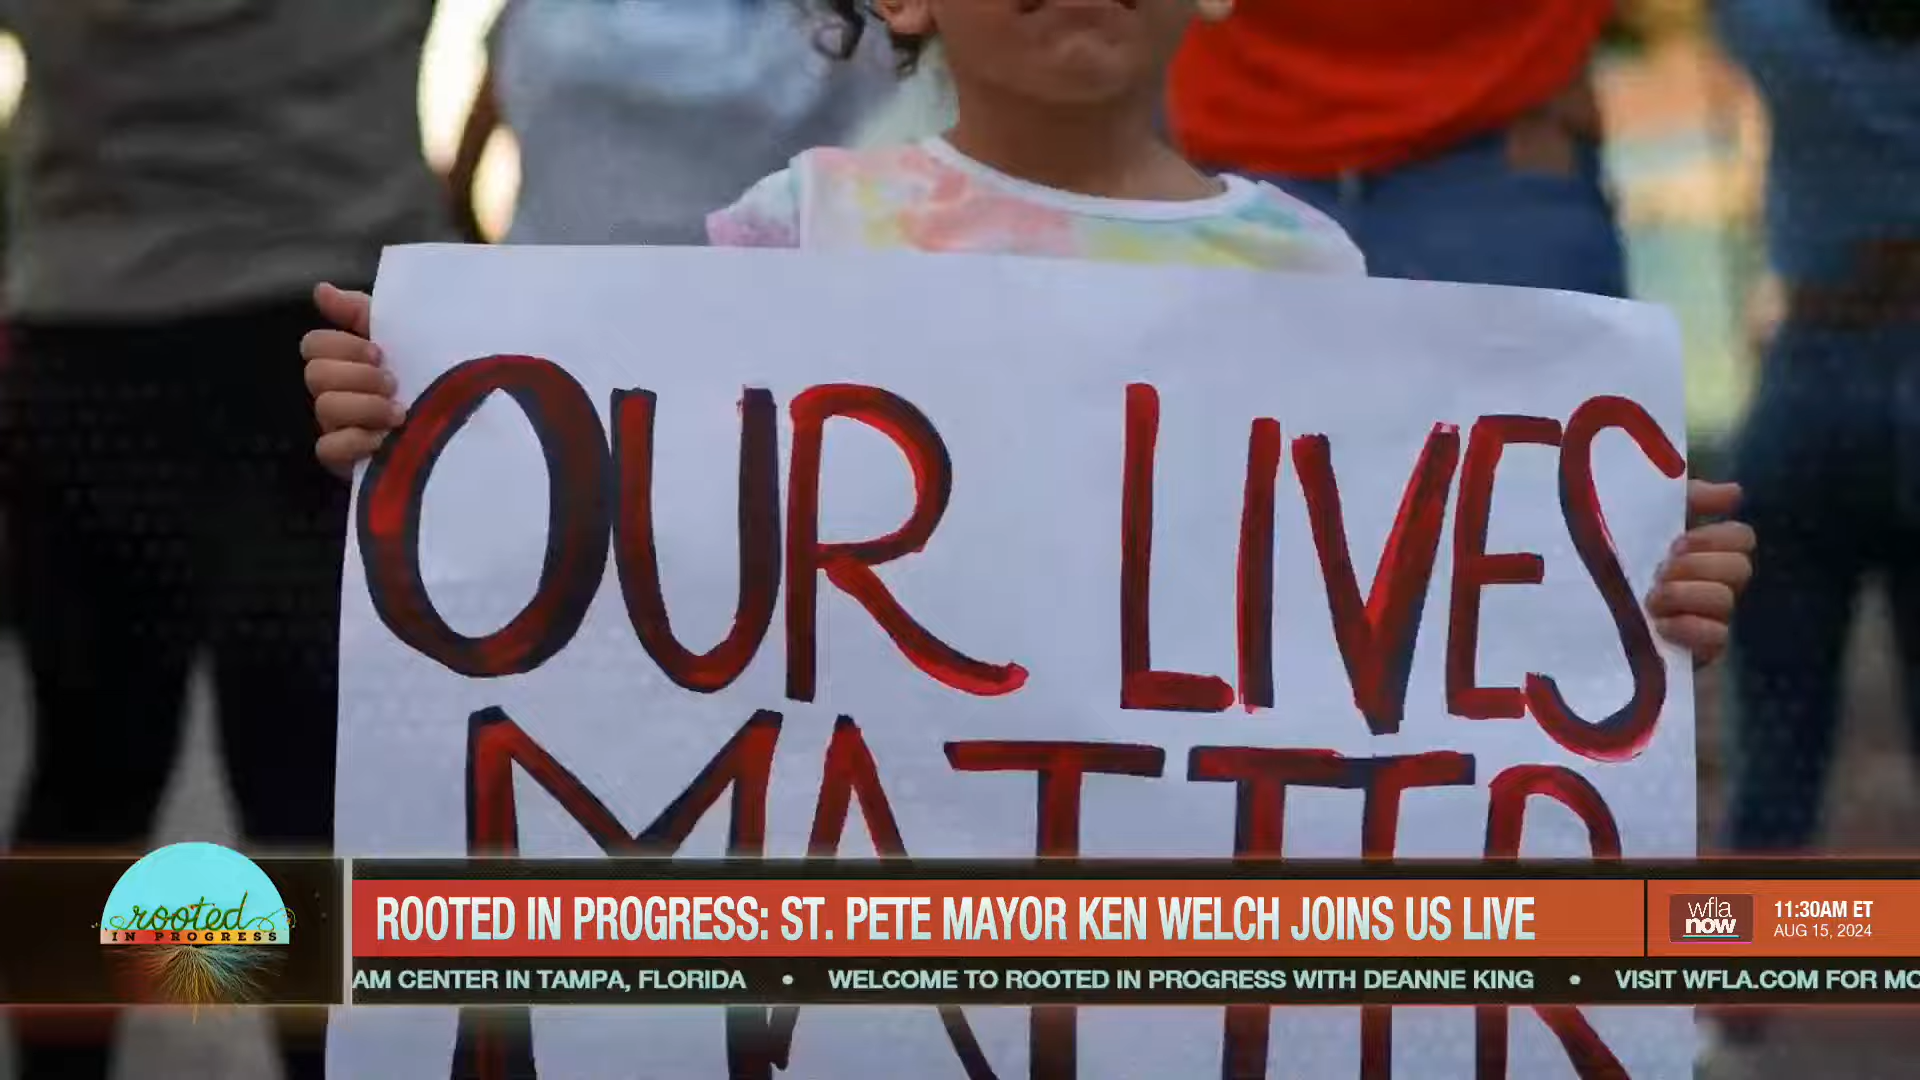 OUR LIVES
MATTER
rooted
IN PROGRESS
ROOTED IN PROGRESS: ST. PETE MAYOR KEN WELCH JOINS US LIVE
wfla
now
11:30AM ET
AUG 15, 2024
AM CENTER IN TAMPA, FLORIDA • WELCOME TO ROOTED IN PROGRESS WITH DEANNE KING • VISIT WFLA.COM FOR MO